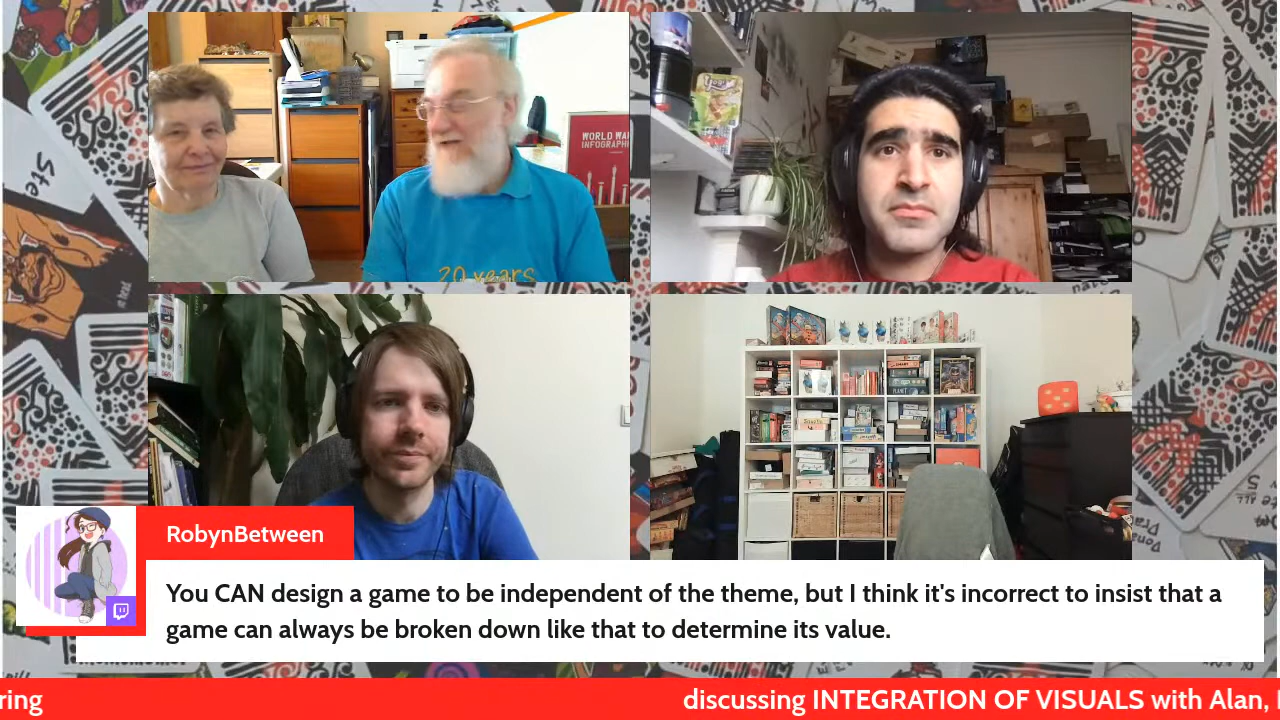 WORLD WAR
INFOGRAPHI
20 years
RobynBetween
You CAN design a game to be independent of the theme, but I think it's incorrect to insist that a
game can always be broken down like that to determine its value.
ring
discussing INTEGRATION OF VISUALS with Alan,